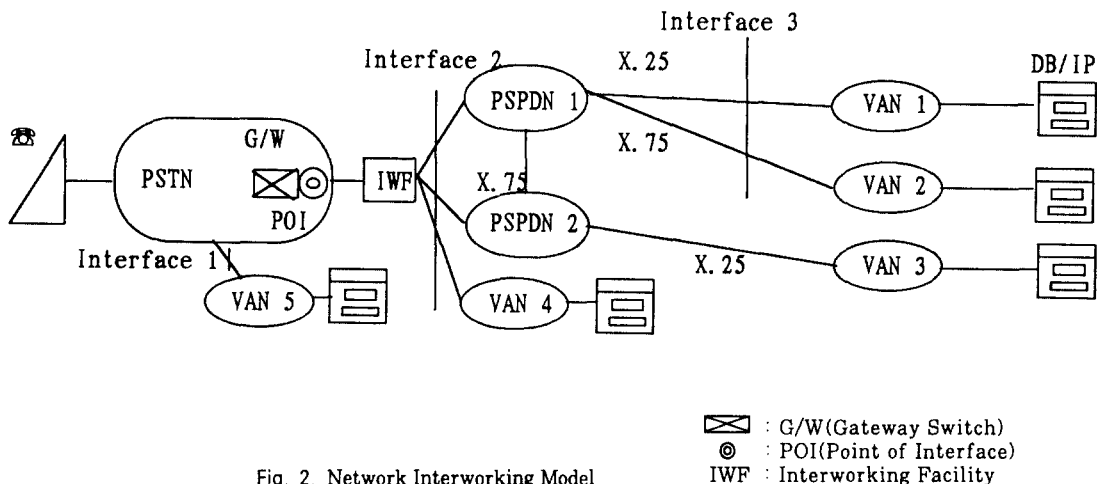 Interface 3
Interface 2
X. 25
DB/IP
PSPDN 1
VAN 1
G/W
X. 75
PSTN
IWF
X. 75
VAN 2
POI
PSPDN 2
Interface 1
X. 25
VAN 3
VAN 5
VAN 4
: G/W(Gateway Switch)
: POI(Point of Interface)
IWF : Interworking Facility
Fig. 2. Network Interworking Model